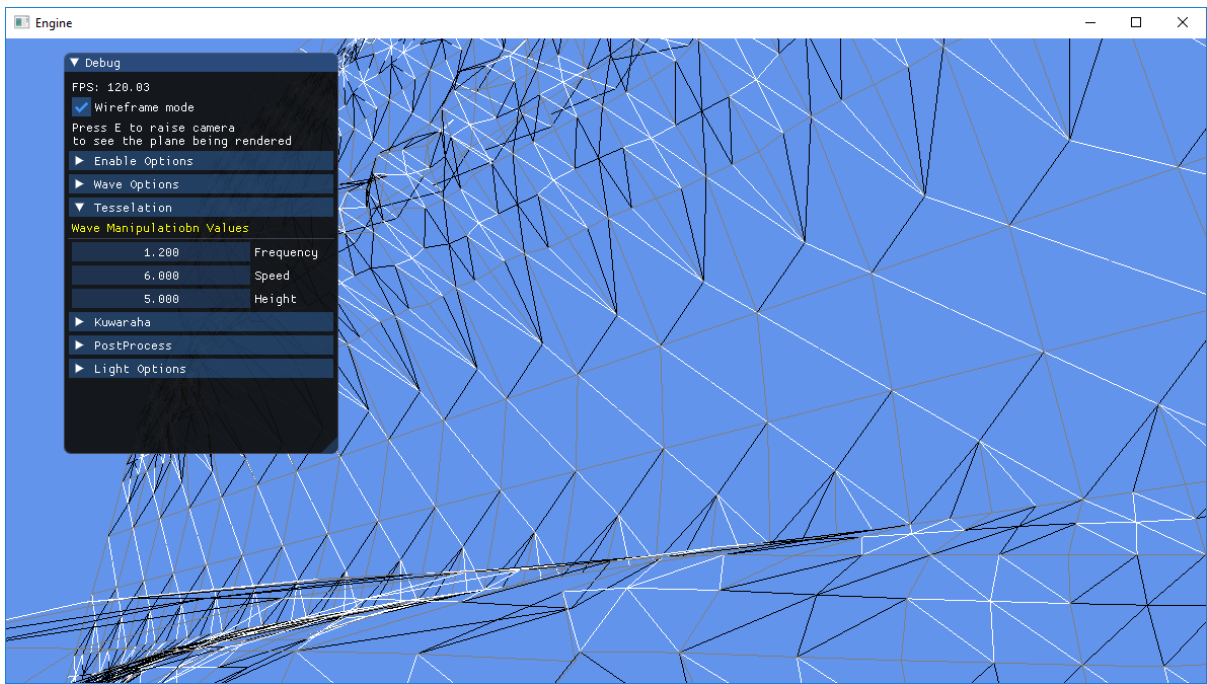 Engine
Debug
FPS: 120.03
Wireframe mode
Press E to raise camera
to see the plane being rendered
Enable Options
Wave Options
Tesselation
Wave Manipulatiobn Values
1.200 Frequency
6.000 Speed
5.000 Height
Kuwaraha
PostProcess
Light Options